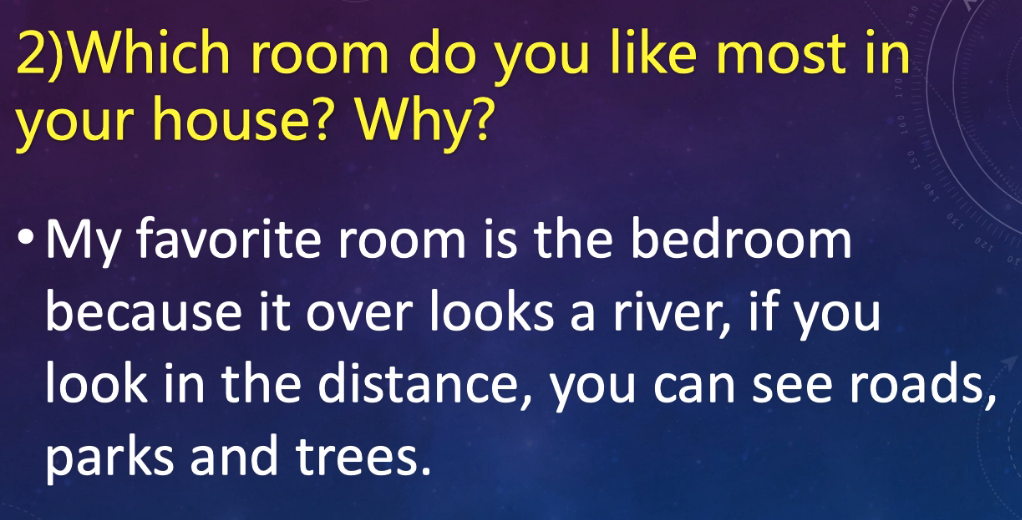 2)Which room do you like most in
your house? Why?
• My favorite room is the bedroom
because it over looks a river, if you
look in the distance, you can see roads,
parks and trees.